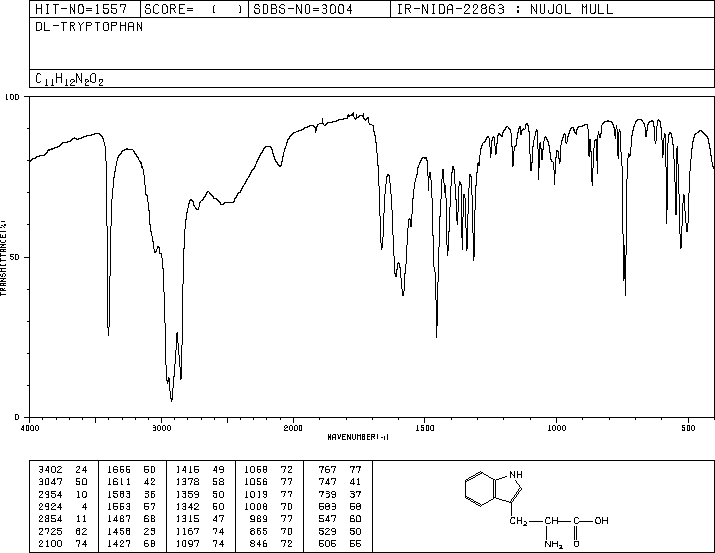 HIT-NO=1557 SCORE= ( ) SDBS-NO=3004 IR-NIDA-22863 : NUJOL MULL
DL-TRYPTOPHAN
C₁₁H₁₂N₂O₂
100
50
0
TRANSMITTANCE(%)
4000 3000 2000 1500 1000 500
WAVENUMBER(-1)
3402 24 1666 50 1416 49 1068 72 767 77
3047 50 1611 42 1378 58 1056 77 747 41
2954 10 1583 36 1359 50 1019 77 739 37
2924 4 1553 57 1342 50 1008 70 583 58
2854 11 1487 68 1315 47 989 77 547 60
2725 62 1458 23 1167 74 865 70 529 50
2100 74 1427 68 1097 74 846 72 505 55
NH
CH₂—CH—C—OH
NH₂ O